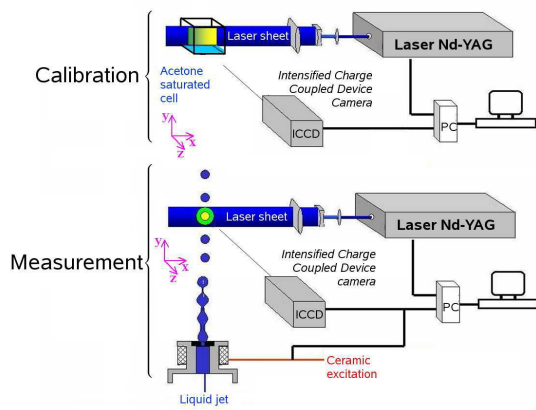 Calibration
Laser sheet
Laser Nd-YAG
Acetone
saturated
cell
Intensified Charge
Coupled Device
Camera
ICCD
PC
y
x
z
Measurement
Laser sheet
Laser Nd-YAG
y
x
z
Intensified Charge
Coupled Device
camera
ICCD
PC
Ceramic
excitation
Liquid jet